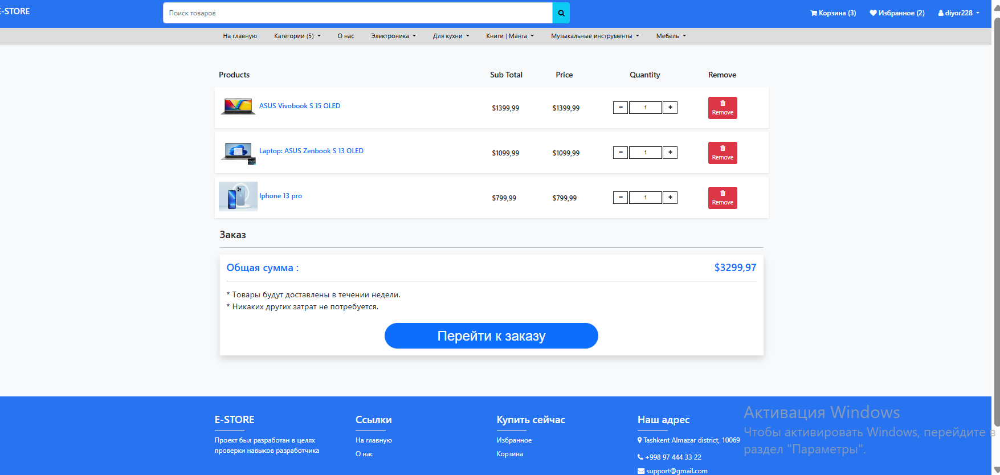 E-STORE
Поиск товаров
Корзина (3) Избранное (2) diyor228
На главную Категории (5) О нас Электроника Для кухни Книги | Манга Музыкальные инструменты Мебель
Products Sub Total Price Quantity Remove
ASUS Vivobook S 15 OLED $1399,99 $1399,99 - 1 + Remove
Laptop: ASUS Zenbook S 13 OLED $1099,99 $1099,99 - 1 + Remove
Iphone 13 pro $799,99 $799,99 - 1 + Remove
Заказ
Общая сумма : $3299,97
* Товары будут доставлены в течении недели.
* Никаких других затрат не потребуется.
Перейти к заказу
E-STORE
Проект был разработан в целях
проверки навыков разработчика
Ссылки
На главную
О нас
Купить сейчас
Избранное
Корзина
Наш адрес
Tashkent Almazar district, 10069
+998 97 444 33 22
support@gmail.com
Активация Windows
Чтобы активировать Windows, перейдите в
раздел "Параметры".